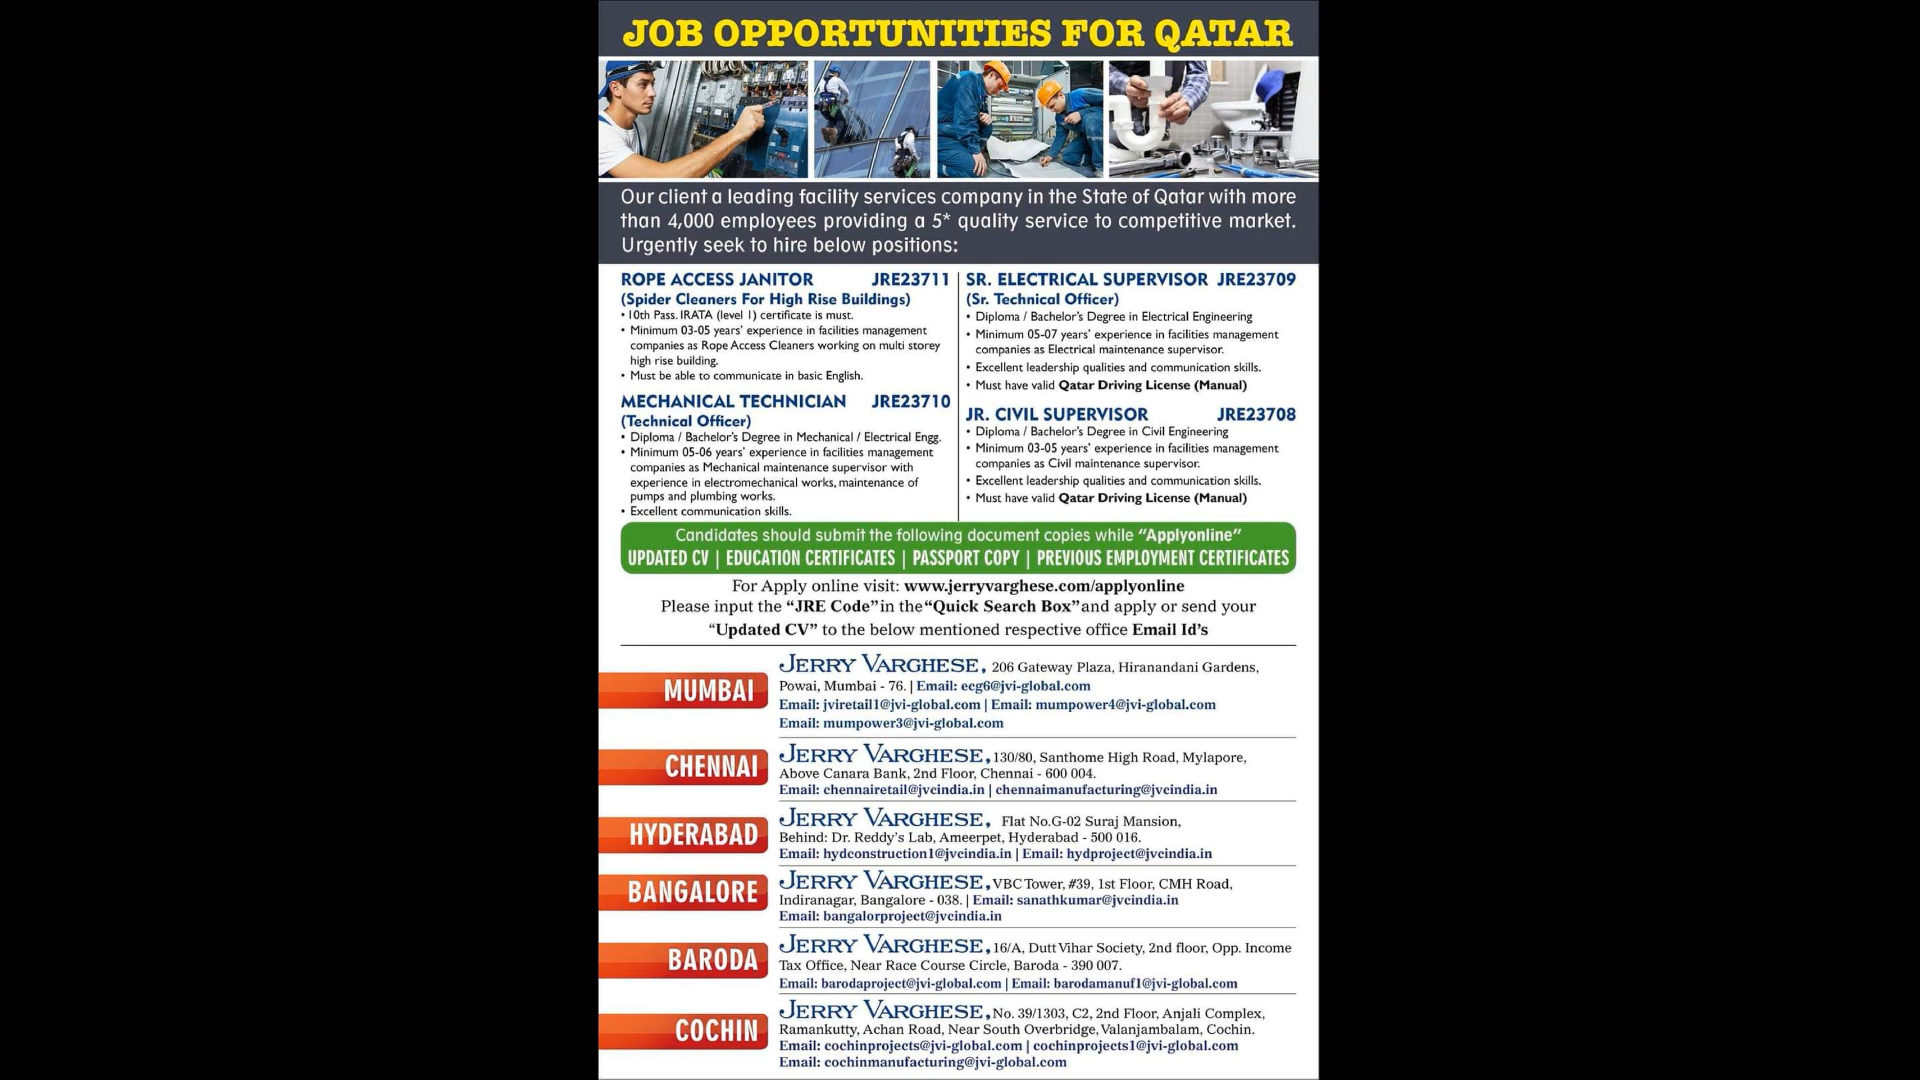 JOB OPPORTUNITIES FOR QATAR
Our client a leading facility services company in the State of Qatar with more
than 4,000 employees providing a 5* quality service to competitive market.
Urgently seek to hire below positions:
ROPE ACCESS JANITOR JRE23711
(Spider Cleaners For High Rise Buildings)
• 10th Pass. IRATA (level 1) certificate is must.
• Minimum 03-05 years' experience in facilities management
companies as Rope Access Cleaners working on multi storey
high rise building.
• Must be able to communicate in basic English.
MECHANICAL TECHNICIAN JRE23710
(Technical Officer)
• Diploma / Bachelor's Degree in Mechanical / Electrical Engg.
• Minimum 05-06 years' experience in facilities management
companies as Mechanical maintenance supervisor with
experience in electromechanical works, maintenance of
pumps and plumbing works.
• Excellent communication skills.
SR. ELECTRICAL SUPERVISOR JRE23709
(Sr. Technical Officer)
• Diploma / Bachelor's Degree in Electrical Engineering
• Minimum 05-07 years' experience in facilities management
companies as Electrical maintenance supervisor.
• Excellent leadership qualities and communication skills.
• Must have valid Qatar Driving License (Manual)
JR. CIVIL SUPERVISOR JRE23708
• Diploma / Bachelor's Degree in Civil Engineering
• Minimum 03-05 years' experience in facilities management
companies as Civil maintenance supervisor.
• Excellent leadership qualities and communication skills.
• Must have valid Qatar Driving License (Manual)
Candidates should submit the following document copies while "Applyonline"
UPDATED CV | EDUCATION CERTIFICATES | PASSPORT COPY | PREVIOUS EMPLOYMENT CERTIFICATES
For Apply online visit: www.jerryvarghese.com/applyonline
Please input the "JRE Code"in the"Quick Search Box"and apply or send your
"Updated CV" to the below mentioned respective office Email Id's
MUMBAI
JERRY VARGHESE, 206 Gateway Plaza, Hiranandani Gardens,
Powai, Mumbai - 76. | Email: ecg6@jvi-global.com
Email: jviretail1@jvi-global.com | Email: mumpower4@jvi-global.com
Email: mumpower3@jvi-global.com
CHENNAI
JERRY VARGHESE, 130/80, Santhome High Road, Mylapore,
Above Canara Bank, 2nd Floor, Chennai - 600 004.
Email: chennairetail@jvcindia.in | chennaimanufacturing@jvcindia.in
HYDERABAD
JERRY VARGHESE, Flat No.G-02 Suraj Mansion,
Behind: Dr. Reddy's Lab, Ameerpet, Hyderabad - 500 016.
Email: hydconstruction1@jvcindia.in | Email: hydproject@jvcindia.in
BANGALORE
JERRY VARGHESE, VBC Tower, #39, 1st Floor, CMH Road,
Indiranagar, Bangalore - 038. | Email: sanathkumar@jvcindia.in
Email: bangalorproject@jvcindia.in
BARODA
JERRY VARGHESE, 16/A, Dutt Vihar Society, 2nd floor, Opp. Income
Tax Office, Near Race Course Circle, Baroda - 390 007.
Email: barodaproject@jvi-global.com | Email: barodamanuf1@jvi-global.com
COCHIN
JERRY VARGHESE, No. 39/1303, C2, 2nd Floor, Anjali Complex,
Ramankutty, Achan Road, Near South Overbridge, Valanjambalam, Cochin.
Email: cochinprojects@jvi-global.com | cochinprojects1@jvi-global.com
Email: cochinmanufacturing@jvi-global.com